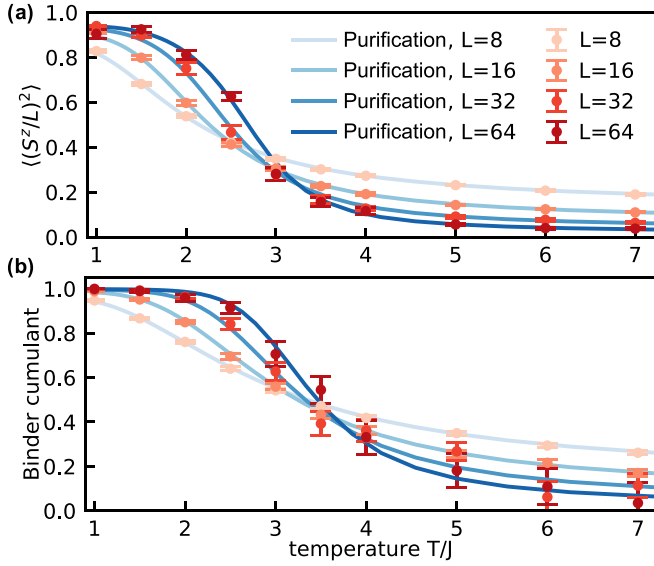 (a)
⟨(S^z/L)^2⟩
1.0
0.8
0.6
0.4
0.2
0.0
Purification, L=8
Purification, L=16
Purification, L=32
Purification, L=64
L=8
L=16
L=32
L=64
1 2 3 4 5 6 7
(b)
Binder cumulant
1.0
0.8
0.6
0.4
0.2
0.0
1 2 3 4 5 6 7
temperature T/J